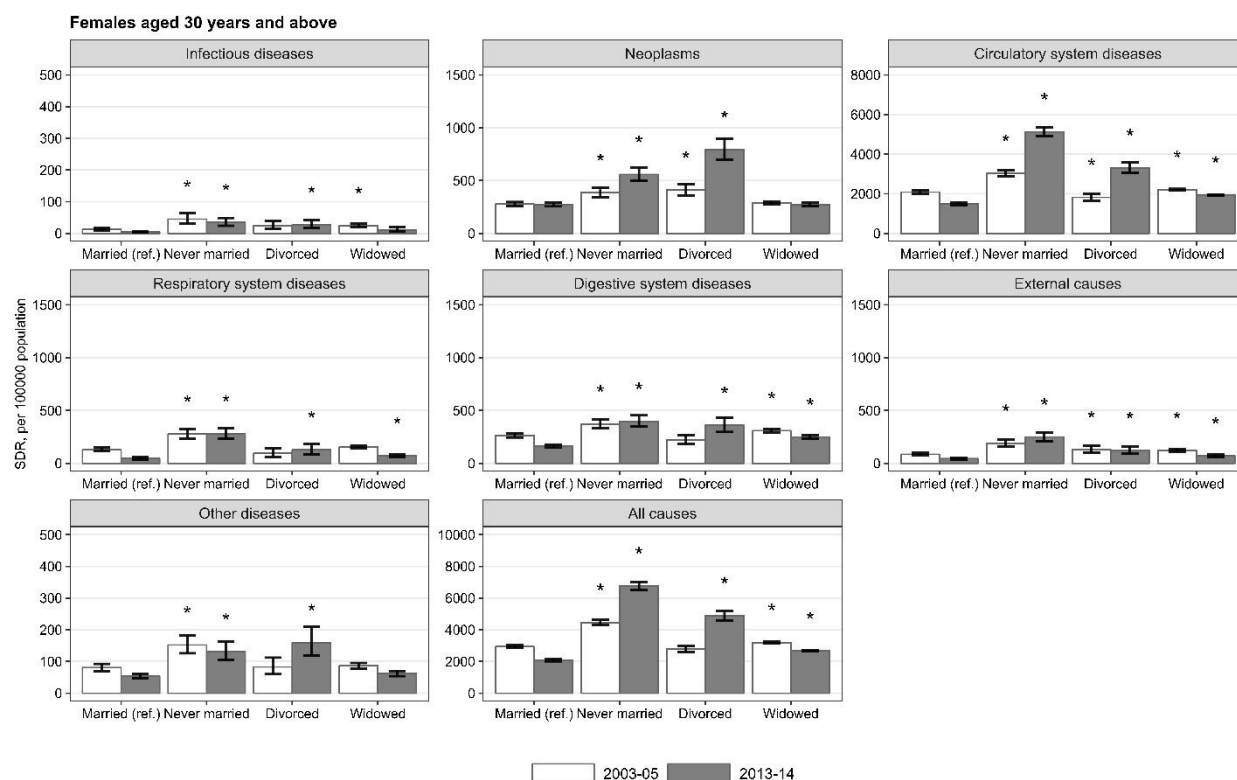 Females aged 30 years and above
Infectious diseases
Neoplasms
Circulatory system diseases
500
400
300
200
100
0
* * * *
Married (ref.) Never married Divorced Widowed
1500
1000
500
0
* * * *
Married (ref.) Never married Divorced Widowed
8000
6000
4000
2000
0
* * * * * *
Married (ref.) Never married Divorced Widowed
SDR, per 100000 population
Respiratory system diseases
Digestive system diseases
External causes
1500
1000
500
0
* * * *
Married (ref.) Never married Divorced Widowed
1500
1000
500
0
* * * * *
Married (ref.) Never married Divorced Widowed
1500
1000
500
0
* * * * * *
Married (ref.) Never married Divorced Widowed
Other diseases
All causes
500
400
300
200
100
0
* * *
Married (ref.) Never married Divorced Widowed
10000
8000
6000
4000
2000
0
* * * * *
Married (ref.) Never married Divorced Widowed
2003-05 2013-14